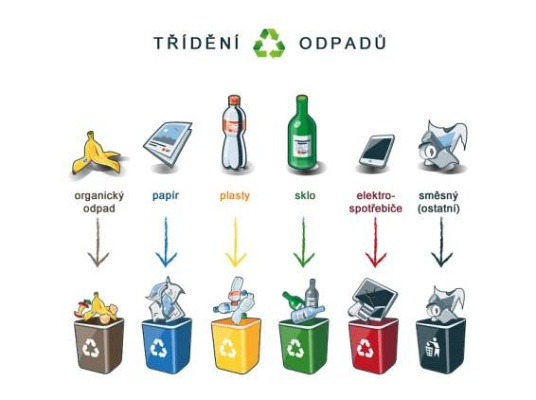 TŘÍDĚNÍ ODPADŮ
organický
odpad
papír
plasty
sklo
elektro-
spotřebiče
směsný
(ostatní)